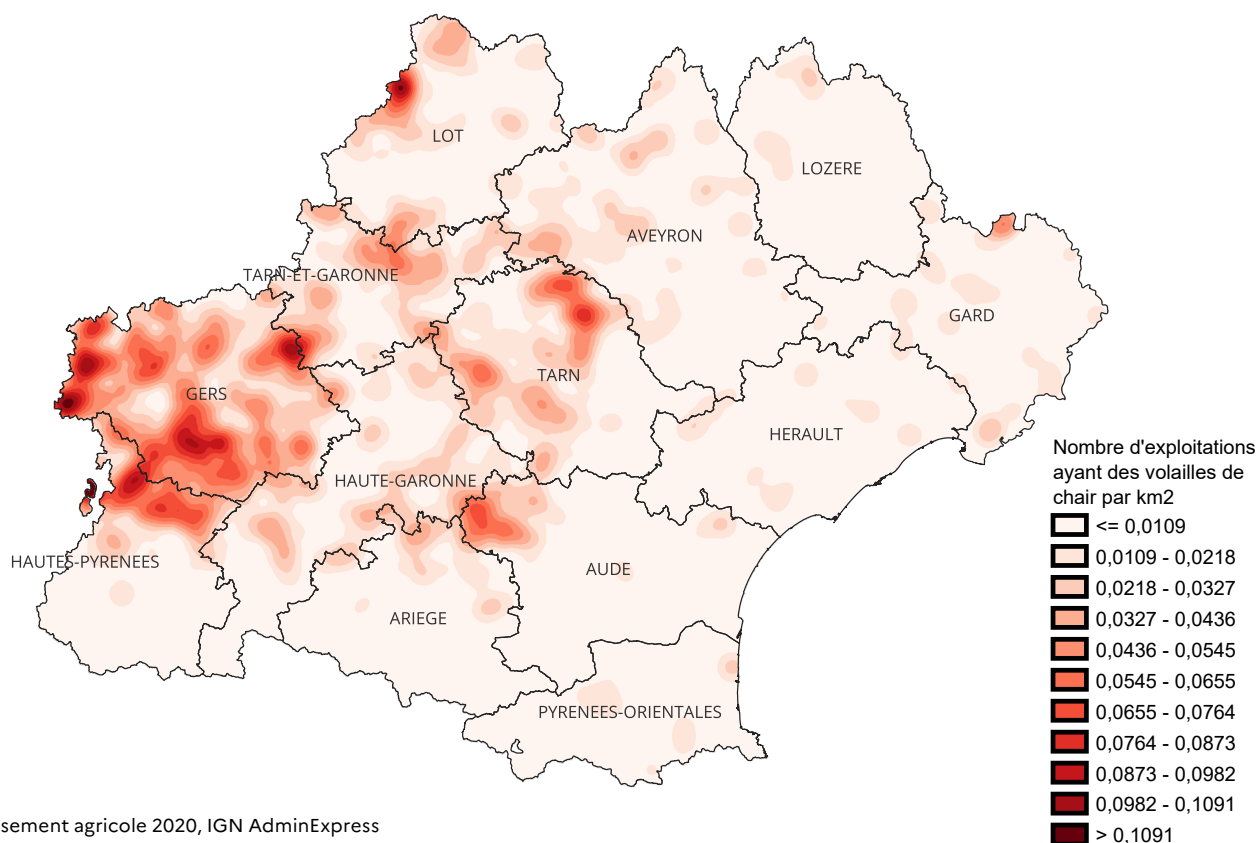 LOT
LOZERE
AVEYRON
TARN-ET-GARONNE
GARD
TARN
GERS
HERAULT
HAUTE-GARONNE
HAUTES-PYRENEES
AUDE
ARIEGE
PYRENEES-ORIENTALES
Nombre d'exploitations
ayant des volailles de
chair par km2
<= 0,0109
0,0109 - 0,0218
0,0218 - 0,0327
0,0327 - 0,0436
0,0436 - 0,0545
0,0545 - 0,0655
0,0655 - 0,0764
0,0764 - 0,0873
0,0873 - 0,0982
0,0982 - 0,1091
> 0,1091
sement agricole 2020, IGN AdminExpress